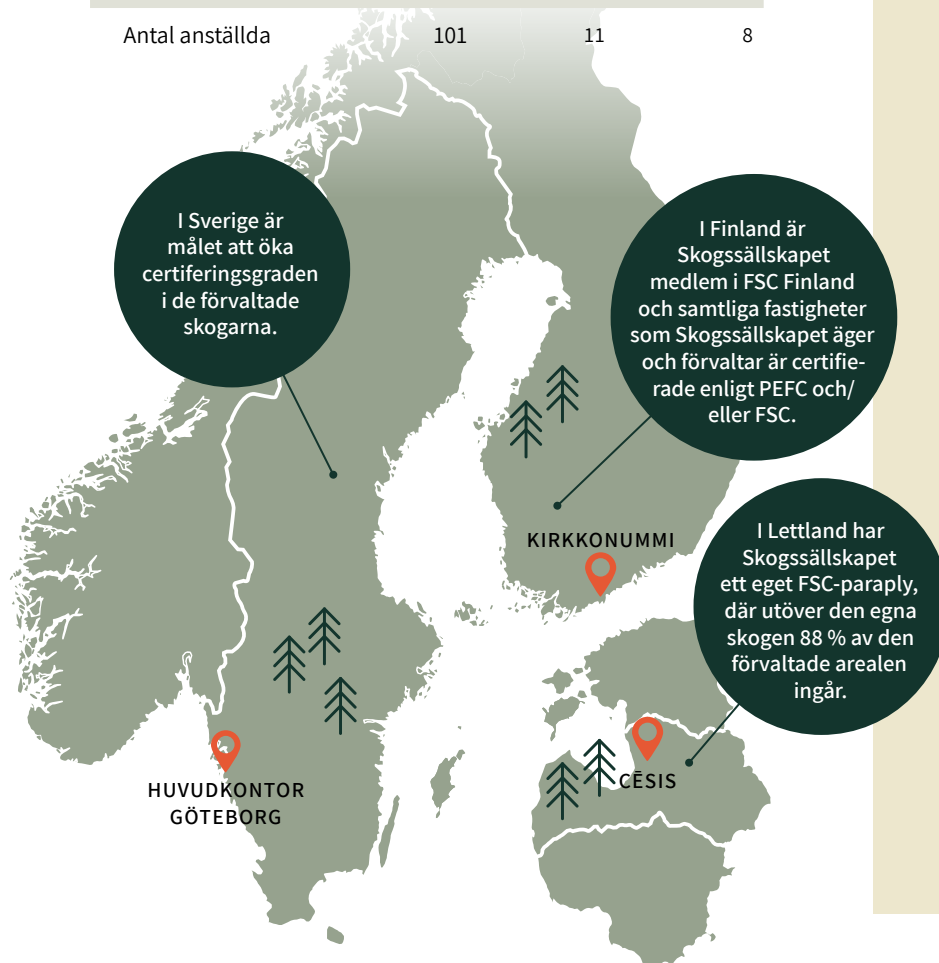 Antal anställda 101 11 8
I Sverige är
målet att öka
certiferingsgraden
i de förvaltade
skogarna.
I Finland är
Skogssällskapet
medlem i FSC Finland
och samtliga fastigheter
som Skogssällskapet äger
och förvaltar är certifie-
rade enligt PEFC och/
eller FSC.
KIRKKONUMMI
I Lettland har
Skogssällskapet
ett eget FSC-paraply,
där utöver den egna
skogen 88 % av den
förvaltade arealen
ingår.
HUVUDKONTOR
GÖTEBORG
CĒSIS